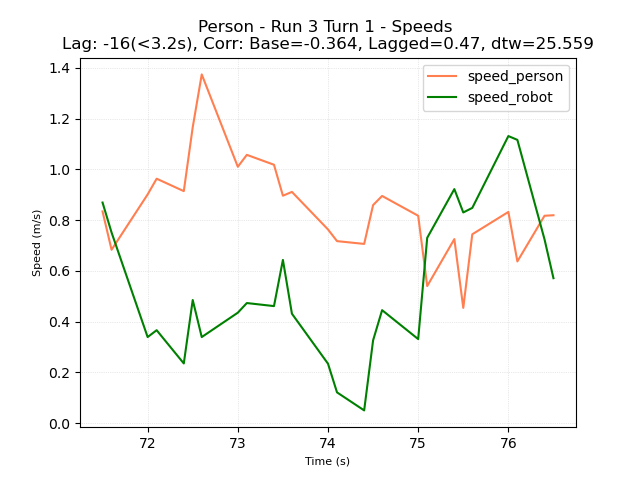 Person - Run 3 Turn 1 - Speeds
Lag: -16(<3.2s), Corr: Base=-0.364, Lagged=0.47, dtw=25.559
speed_person
speed_robot
1.4
1.2
1.0
0.8
0.6
0.4
0.2
0.0
Speed (m/s)
72 73 74 75 76
Time (s)